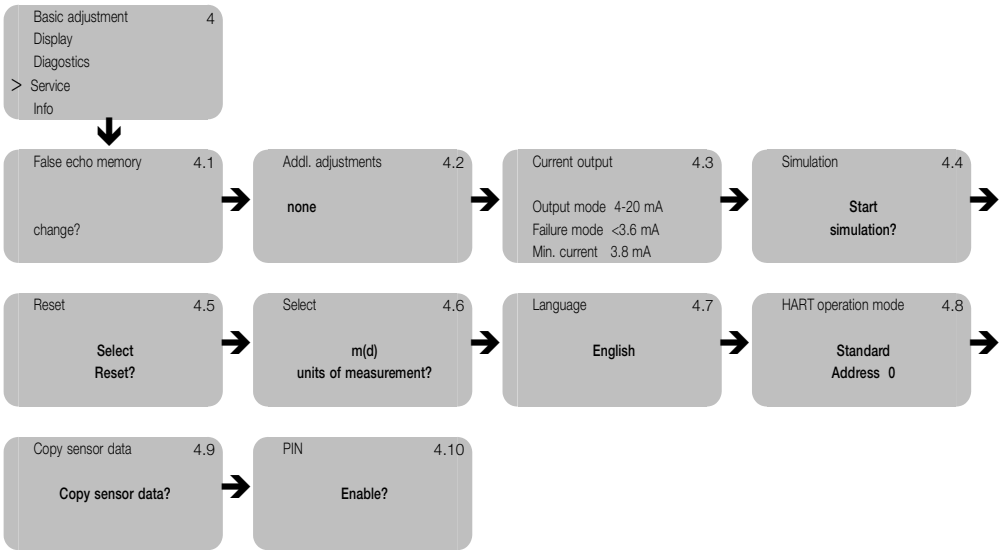 Basic adjustment 4
Display
Diagostics
> Service
Info
False echo memory 4.1
change?
Addl. adjustments 4.2
none
Current output 4.3
Output mode 4-20 mA
Failure mode <3.6 mA
Min. current 3.8 mA
Simulation 4.4
Start
simulation?
Reset 4.5
Select
Reset?
Select 4.6
m(d)
units of measurement?
Language 4.7
English
HART operation mode 4.8
Standard
Address 0
Copy sensor data 4.9
Copy sensor data?
PIN 4.10
Enable?